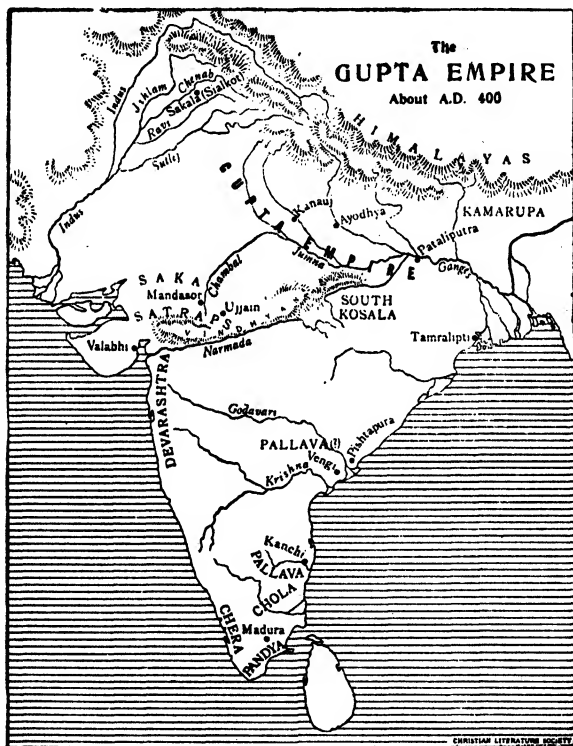 The
GUPTA EMPIRE
About A.D. 400
HIMALAYAS
Indus
Jihlam
Chenab
Sakala (Sialkot)
Ravi
Sutlej
GUPTA EMPIRE
Kanauj
Ayodhya
KAMARUPA
Pataliputra
Jumna
Indus
Chambal
SAKA
Mandasor
SATRAPS
Ujjain
VINDHYA
SOUTH
KOSALA
Tamralipti
Valabhi
Narmada
DEVARASHTRA
Godavari
PALLAVA(?)
Pishtapura
Vengi
Krishna
Kanchi
PALLAVA
CHOLA
CHERA
Madura
PANDYA
CHRISTIAN LITERATURE SOCIETY